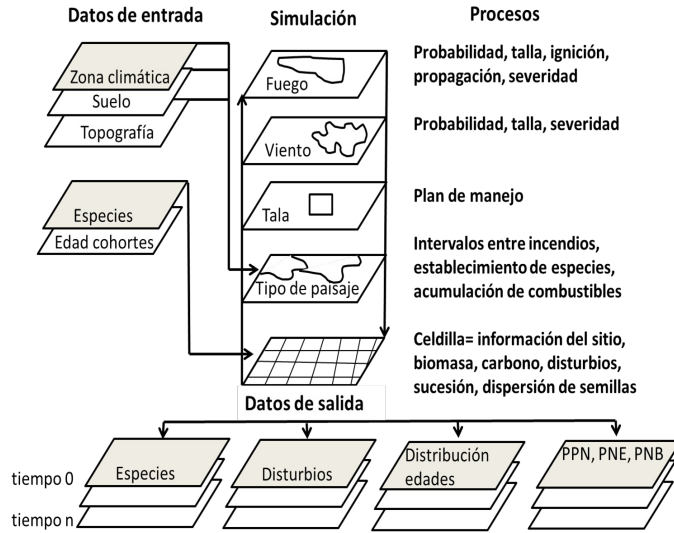 Datos de entrada
Simulación
Procesos
Zona climática
Suelo
Topografía
Especies
Edad cohortes
Fuego
Viento
Tala
Tipo de paisaje
Probabilidad, talla, ignición,
propagación, severidad
Probabilidad, talla, severidad
Plan de manejo
Intervalos entre incendios,
establecimiento de especies,
acumulación de combustibles
Celdilla= información del sitio,
biomasa, carbono, disturbios,
sucesión, dispersión de semillas
Datos de salida
tiempo 0
tiempo n
Especies
Disturbios
Distribución
edades
PPN, PNE, PNB